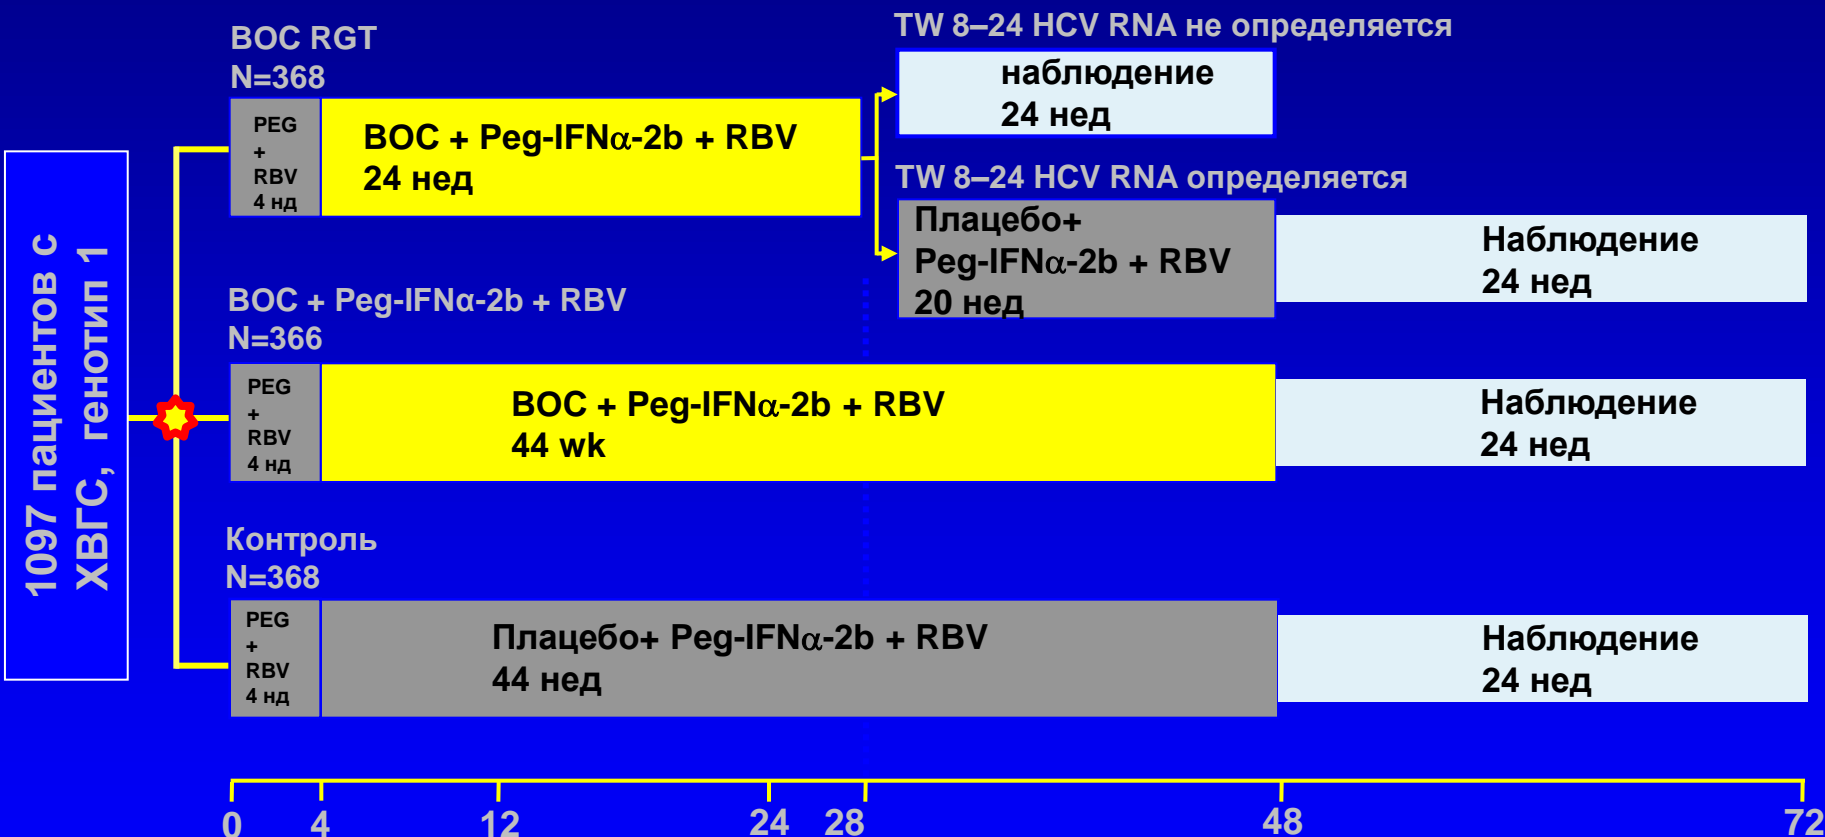 1097 пациентов с
ХВГС, генотип 1
BOC RGT
N=368
PEG
+
RBV
4 нд
BOC + Peg-IFNα-2b + RBV
24 нед
TW 8–24 HCV RNA не определяется
наблюдение
24 нед
TW 8–24 HCV RNA определяется
Плацебо+
Peg-IFNα-2b + RBV
20 нед
Наблюдение
24 нед
BOC + Peg-IFNα-2b + RBV
N=366
PEG
+
RBV
4 нд
BOC + Peg-IFNα-2b + RBV
44 wk
Наблюдение
24 нед
Контроль
N=368
PEG
+
RBV
4 нд
Плацебо+ Peg-IFNα-2b + RBV
44 нед
Наблюдение
24 нед
0 4 12 24 28 48 72